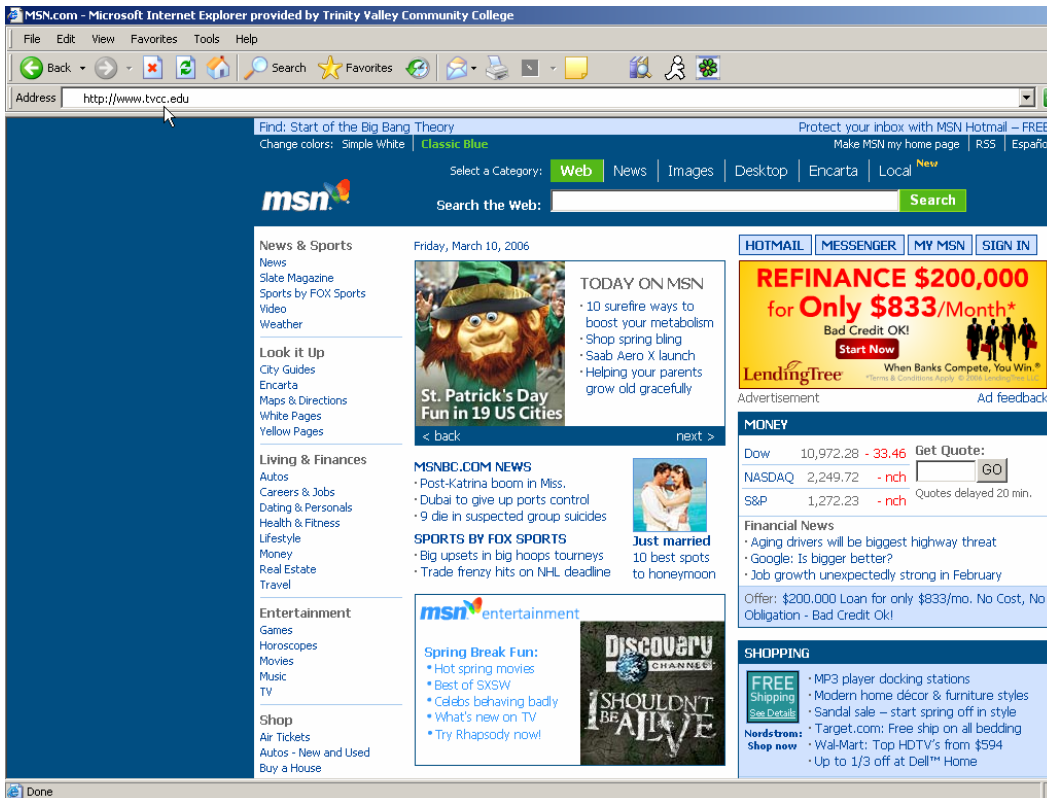 MSN.com - Microsoft Internet Explorer provided by Trinity Valley Community College
File Edit View Favorites Tools Help
Back Search Favorites
Address http://www.tvcc.edu
Find: Start of the Big Bang Theory Protect your inbox with MSN Hotmail – FREE
Change colors: Simple White Classic Blue Make MSN my home page RSS Españo
Select a Category: Web News Images Desktop Encarta Local New
msn
Search the Web: Search
News & Sports
News
Slate Magazine
Sports by FOX Sports
Video
Weather
Look it Up
City Guides
Encarta
Maps & Directions
White Pages
Yellow Pages
Living & Finances
Autos
Careers & Jobs
Dating & Personals
Health & Fitness
Lifestyle
Money
Real Estate
Travel
Entertainment
Games
Horoscopes
Movies
Music
TV
Shop
Air Tickets
Autos - New and Used
Buy a House
Friday, March 10, 2006
TODAY ON MSN
· 10 surefire ways to
boost your metabolism
· Shop spring bling
· Saab Aero X launch
· Helping your parents
grow old gracefully
St. Patrick's Day
Fun in 19 US Cities
< back next >
MSNBC.COM NEWS
· Post-Katrina boom in Miss.
· Dubai to give up ports control
· 9 die in suspected group suicides
SPORTS BY FOX SPORTS
· Big upsets in big hoops tourneys
· Trade frenzy hits on NHL deadline
Just married
10 best spots
to honeymoon
msn entertainment
Spring Break Fun:
• Hot spring movies
• Best of SXSW
• Celebs behaving badly
• What's new on TV
• Try Rhapsody now!
DISCOVERY
CHANNEL
I SHOULDN'T
BE ALIVE
HOTMAIL MESSENGER MY MSN SIGN IN
REFINANCE $200,000
for Only $833/Month*
Bad Credit OK!
Start Now
LendingTree When Banks Compete, You Win.®
*Terms & Conditions Apply © 2006 LendingTree LLC
Advertisement Ad feedback
MONEY
Dow 10,972.28 - 33.46 Get Quote:
GO
NASDAQ 2,249.72 - nch
Quotes delayed 20 min.
S&P 1,272.23 - nch
Financial News
· Aging drivers will be biggest highway threat
· Google: Is bigger better?
· Job growth unexpectedly strong in February
Offer: $200.000 Loan for only $833/mo. No Cost, No
Obligation - Bad Credit Ok!
SHOPPING
FREE
Shipping
See Details
Nordstrom:
Shop now
· MP3 player docking stations
· Modern home décor & furniture styles
· Sandal sale – start spring off in style
· Target.com: Free ship on all bedding
· Wal-Mart: Top HDTV's from $594
· Up to 1/3 off at Dell™ Home
Done